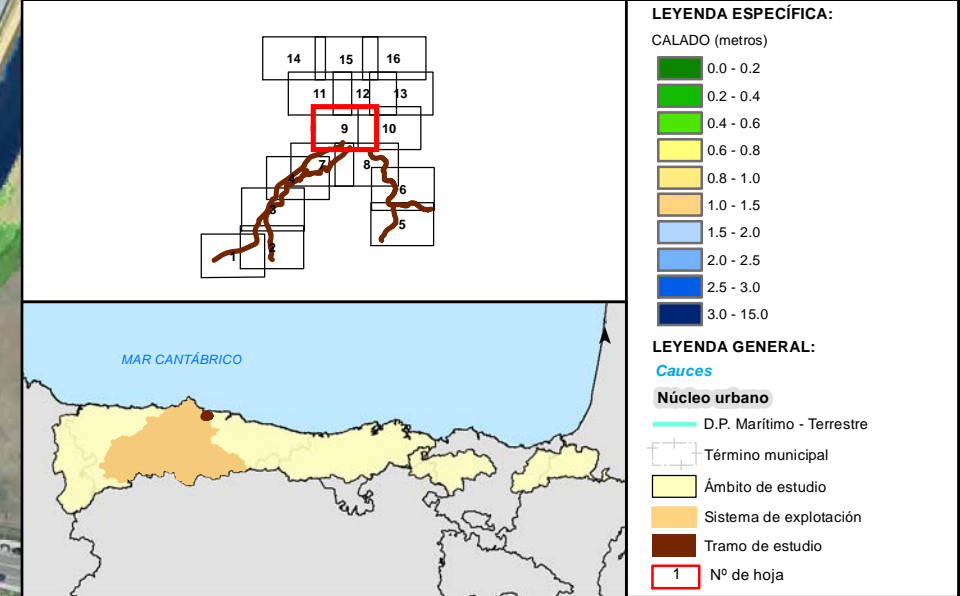 14 15 16
11 12 13
9 10
7 8
4 6
3 5
1 2
MAR CANTÁBRICO
LEYENDA ESPECÍFICA:
CALADO (metros)
0.0 - 0.2
0.2 - 0.4
0.4 - 0.6
0.6 - 0.8
0.8 - 1.0
1.0 - 1.5
1.5 - 2.0
2.0 - 2.5
2.5 - 3.0
3.0 - 15.0
LEYENDA GENERAL:
Cauces
Núcleo urbano
D.P. Marítimo - Terrestre
Término municipal
Ámbito de estudio
Sistema de explotación
Tramo de estudio
1 Nº de hoja